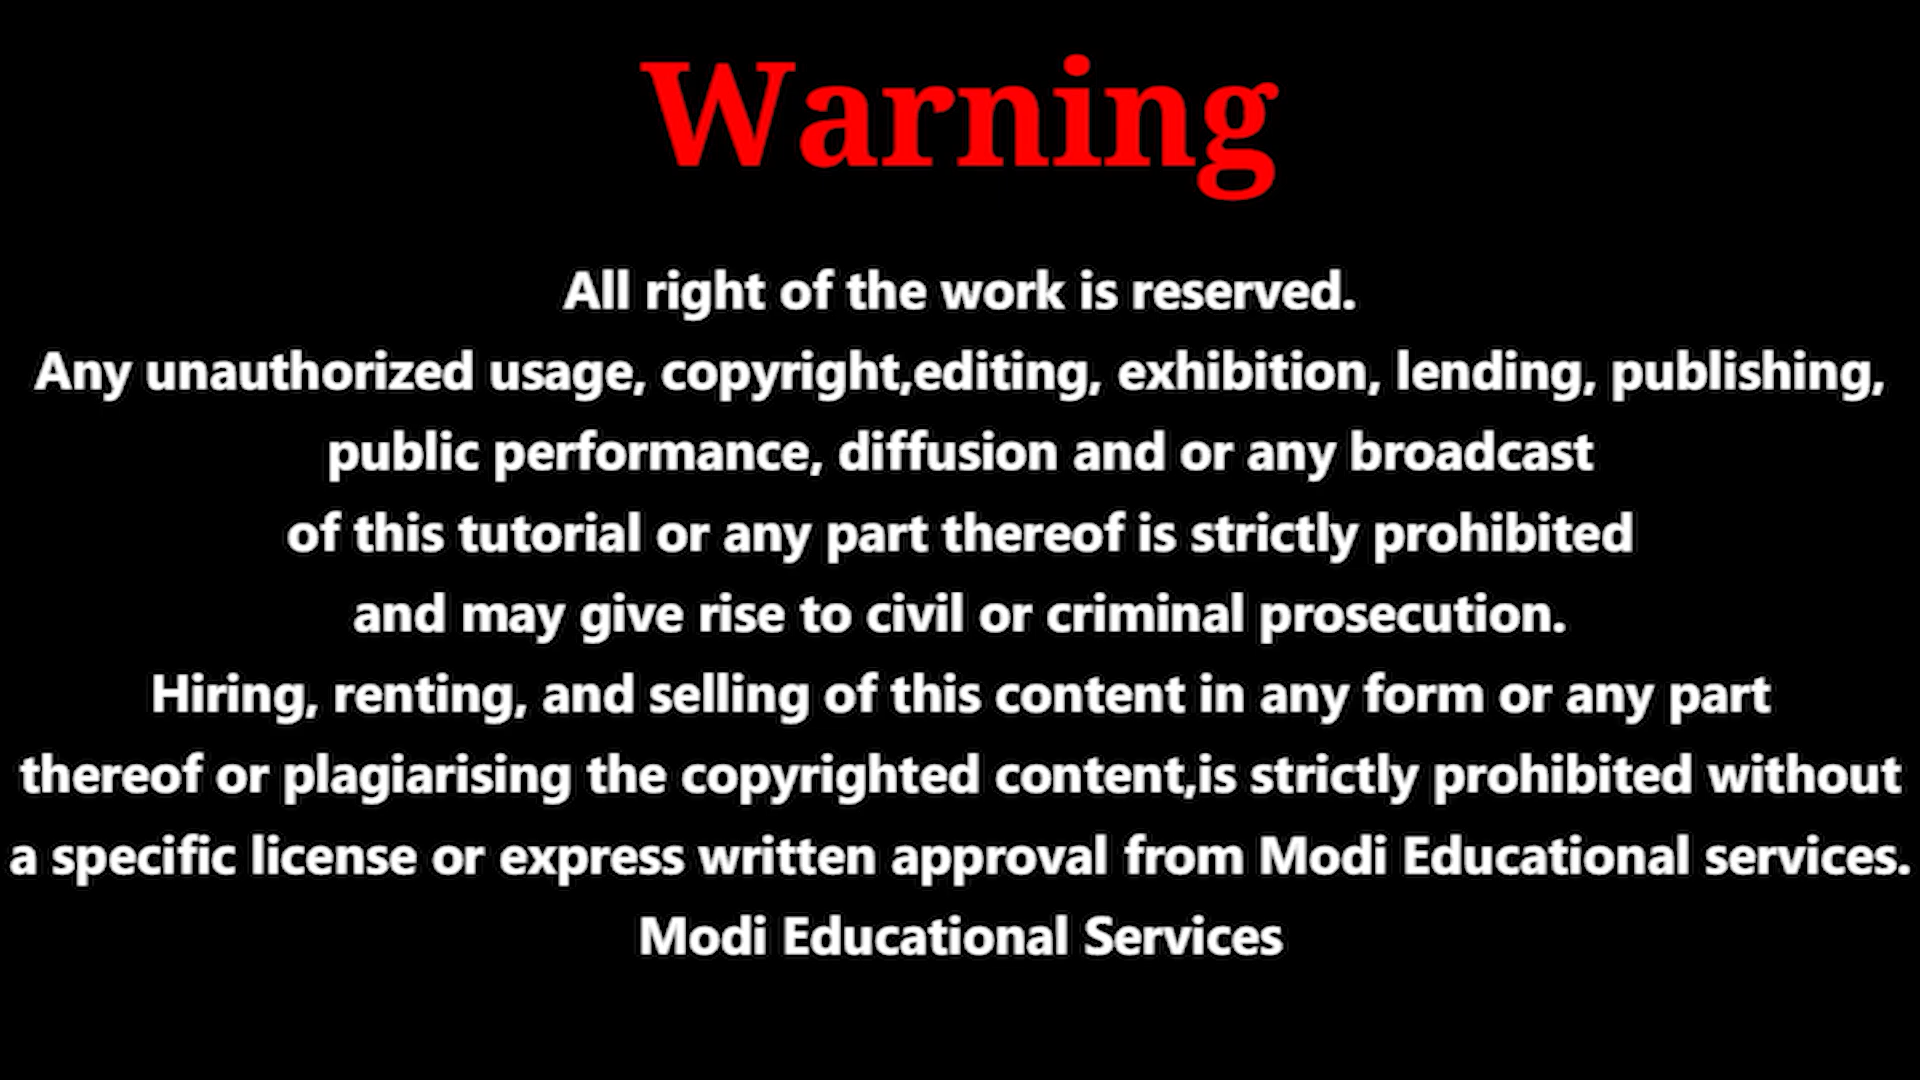 Warning
All right of the work is reserved.
Any unauthorized usage, copyright,editing, exhibition, lending, publishing,
public performance, diffusion and or any broadcast
of this tutorial or any part thereof is strictly prohibited
and may give rise to civil or criminal prosecution.
Hiring, renting, and selling of this content in any form or any part
thereof or plagiarising the copyrighted content,is strictly prohibited without
a specific license or express written approval from Modi Educational services.
Modi Educational Services